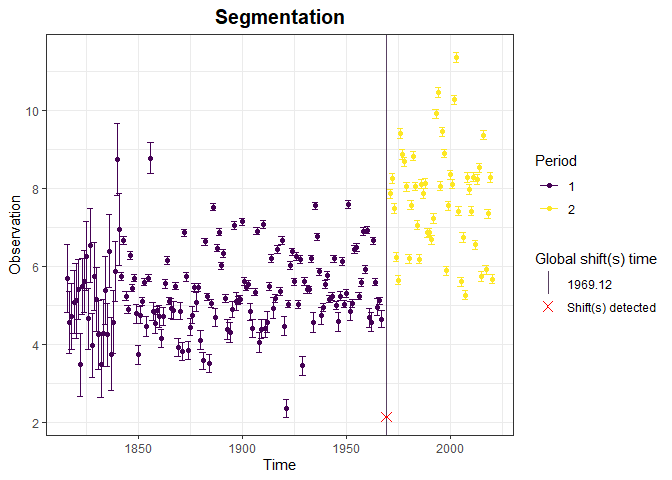 Segmentation
Observation
10
8
6
4
2
1850
1900
1950
2000
Time
Period
1
2
Global shift(s) time
1969.12
Shift(s) detected